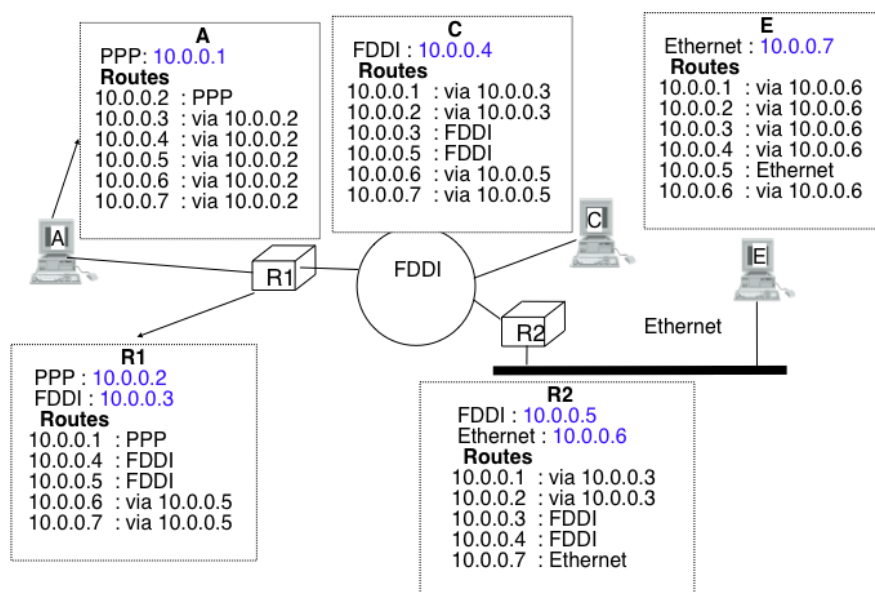 A
PPP: 10.0.0.1
Routes
10.0.0.2 : PPP
10.0.0.3 : via 10.0.0.2
10.0.0.4 : via 10.0.0.2
10.0.0.5 : via 10.0.0.2
10.0.0.6 : via 10.0.0.2
10.0.0.7 : via 10.0.0.2
C
FDDI : 10.0.0.4
Routes
10.0.0.1 : via 10.0.0.3
10.0.0.2 : via 10.0.0.3
10.0.0.3 : FDDI
10.0.0.5 : FDDI
10.0.0.6 : via 10.0.0.5
10.0.0.7 : via 10.0.0.5
E
Ethernet : 10.0.0.7
Routes
10.0.0.1 : via 10.0.0.6
10.0.0.2 : via 10.0.0.6
10.0.0.3 : via 10.0.0.6
10.0.0.4 : via 10.0.0.6
10.0.0.5 : Ethernet
10.0.0.6 : via 10.0.0.6
A
R1
FDDI
C
R2
E
Ethernet
R1
PPP : 10.0.0.2
FDDI : 10.0.0.3
Routes
10.0.0.1 : PPP
10.0.0.4 : FDDI
10.0.0.5 : FDDI
10.0.0.6 : via 10.0.0.5
10.0.0.7 : via 10.0.0.5
R2
FDDI : 10.0.0.5
Ethernet : 10.0.0.6
Routes
10.0.0.1 : via 10.0.0.3
10.0.0.2 : via 10.0.0.3
10.0.0.3 : FDDI
10.0.0.4 : FDDI
10.0.0.7 : Ethernet